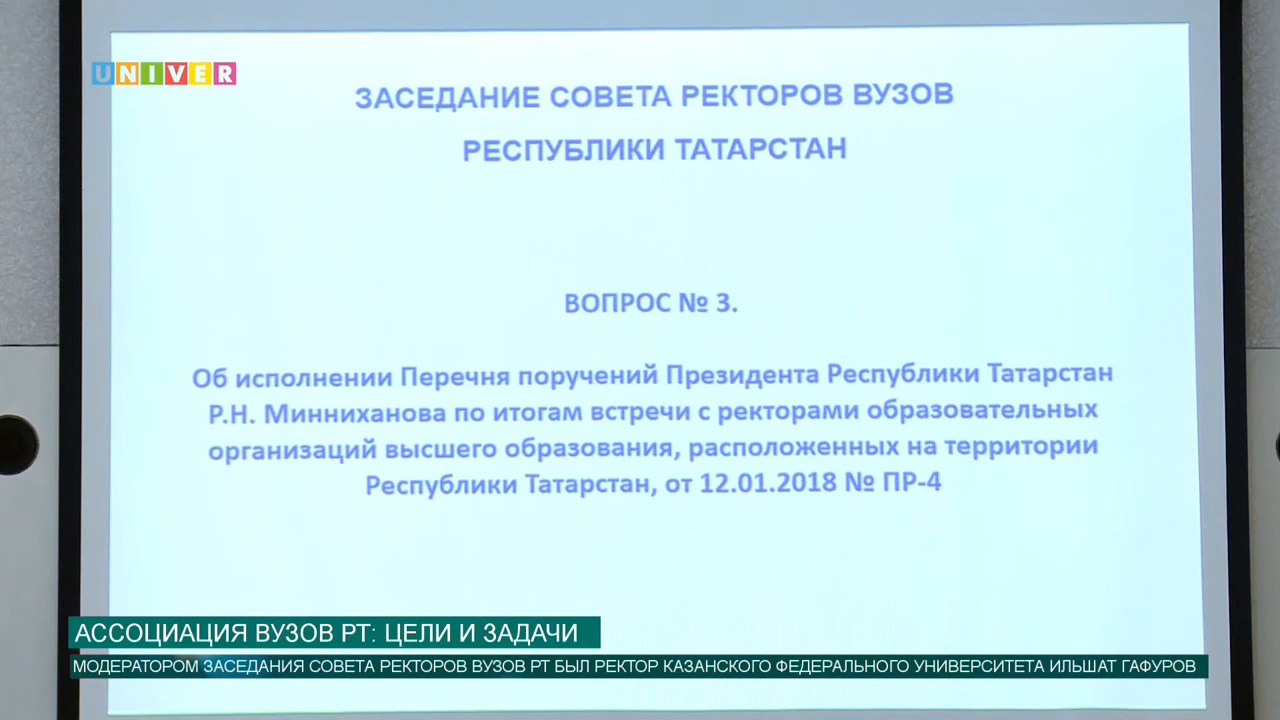 UNIVER
ЗАСЕДАНИЕ СОВЕТА РЕКТОРОВ ВУЗОВ
РЕСПУБЛИКИ ТАТАРСТАН
ВОПРОС № 3.
Об исполнении Перечня поручений Президента Республики Татарстан
Р.Н. Минниханова по итогам встречи с ректорами образовательных
организаций высшего образования, расположенных на территории
Республики Татарстан, от 12.01.2018 № ПР-4
АССОЦИАЦИЯ ВУЗОВ РТ: ЦЕЛИ И ЗАДАЧИ
МОДЕРАТОРОМ ЗАСЕДАНИЯ СОВЕТА РЕКТОРОВ ВУЗОВ РТ БЫЛ РЕКТОР КАЗАНСКОГО ФЕДЕРАЛЬНОГО УНИВЕРСИТЕТА ИЛЬШАТ ГАФУРОВ